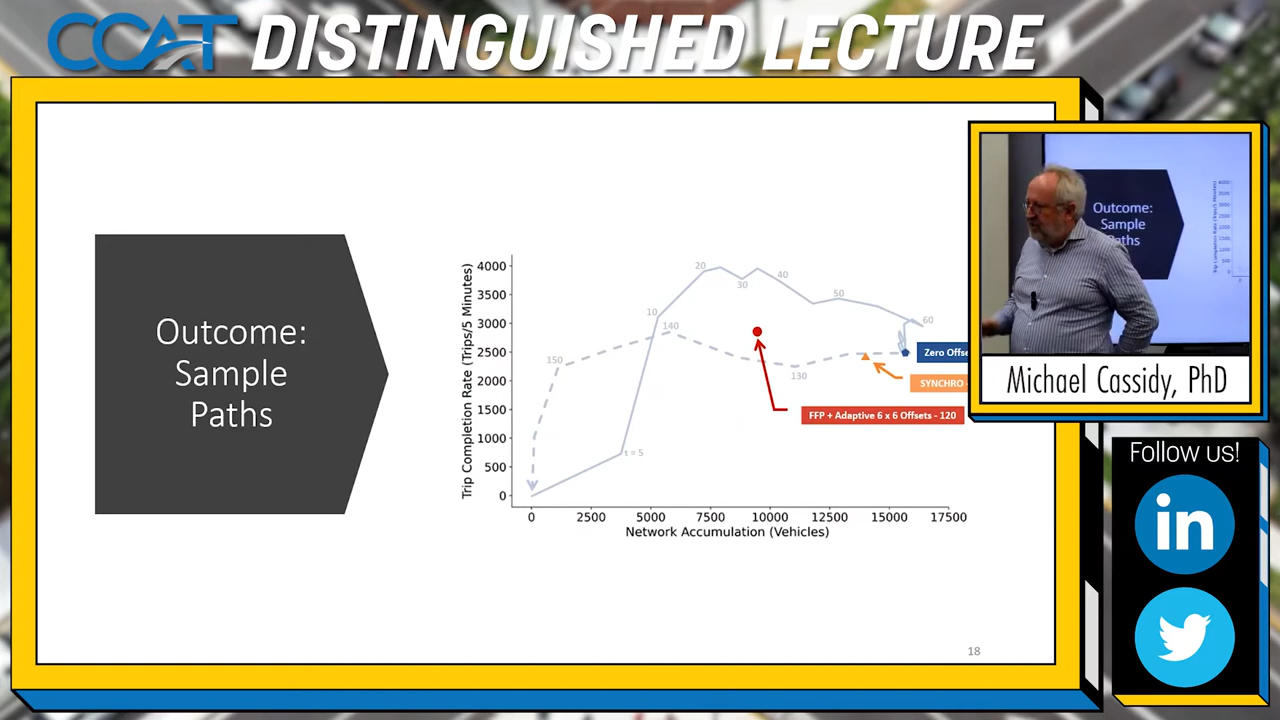 CCAT DISTINGUISHED LECTURE
Outcome:
Sample
Paths
Trip Completion Rate (Trips/5 Minutes)
4000
3500
3000
2500
2000
1500
1000
500
0
0 2500 5000 7500 10000 12500 15000 17500
Network Accumulation (Vehicles)
t = 5
10
20
30
40
50
60
130
140
150
Zero Offse
SYNCHRO -
FFP + Adaptive 6 x 6 Offsets - 120
18
Outcome:
Sample
Paths
Michael Cassidy, PhD
Follow us!
in